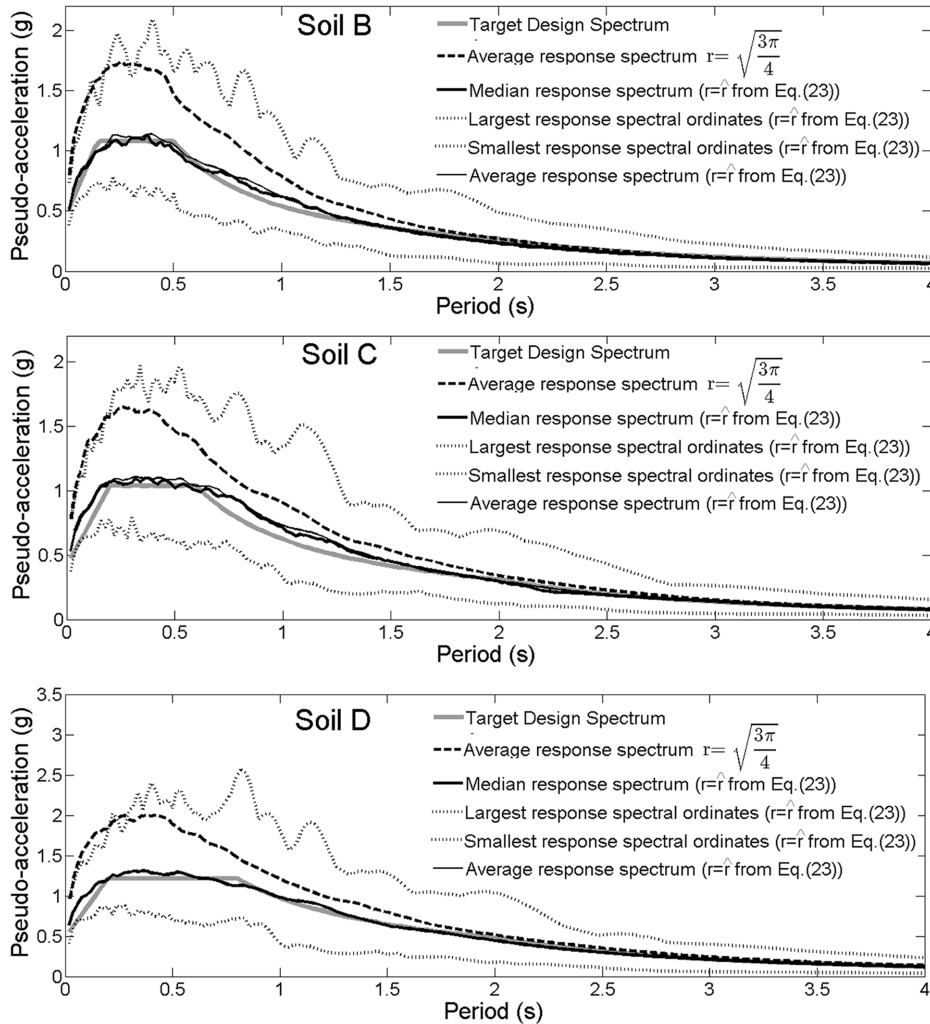 Soil B
Target Design Spectrum
Average response spectrum r= √(3π/4)
Median response spectrum (r=r̂ from Eq.(23))
Largest response spectral ordinates (r=r̂ from Eq.(23))
Smallest response spectral ordinates (r=r̂ from Eq.(23))
Average response spectrum (r=r̂ from Eq.(23))
Pseudo-acceleration (g)
2
1.5
1
0.5
0
0 0.5 1 1.5 2 2.5 3 3.5 4
Period (s)
Soil C
Target Design Spectrum
Average response spectrum r= √(3π/4)
Median response spectrum (r=r̂ from Eq.(23))
Largest response spectral ordinates (r=r̂ from Eq.(23))
Smallest response spectral ordinates (r=r̂ from Eq.(23))
Average response spectrum (r=r̂ from Eq.(23))
Pseudo-acceleration (g)
2
1.5
1
0.5
0
0 0.5 1 1.5 2 2.5 3 3.5 4
Period (s)
Soil D
Target Design Spectrum
Average response spectrum r= √(3π/4)
Median response spectrum (r=r̂ from Eq.(23))
Largest response spectral ordinates (r=r̂ from Eq.(23))
Smallest response spectral ordinates (r=r̂ from Eq.(23))
Average response spectrum (r=r̂ from Eq.(23))
Pseudo-acceleration (g)
3.5
3
2.5
2
1.5
1
0.5
0
0 0.5 1 1.5 2 2.5 3 3.5 4
Period (s)